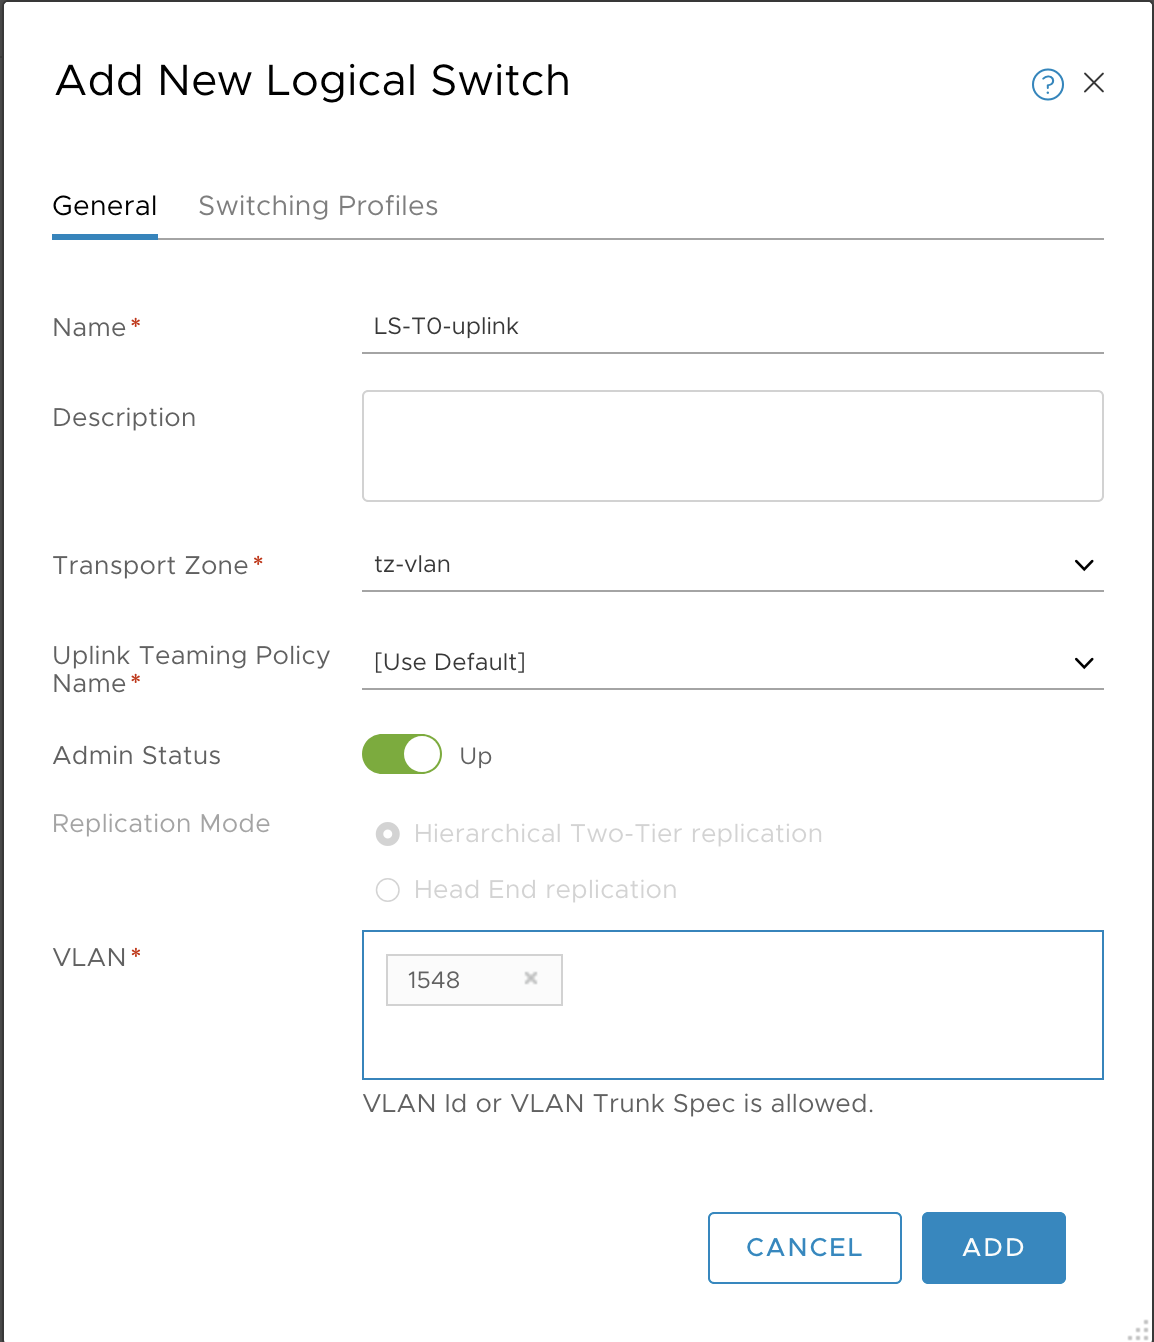 Add New Logical Switch
?
General Switching Profiles
Name*
LS-T0-uplink
Description
Transport Zone*
tz-vlan
Uplink Teaming Policy
Name*
[Use Default]
Admin Status
Up
Replication Mode
Hierarchical Two-Tier replication
Head End replication
VLAN*
1548
VLAN Id or VLAN Trunk Spec is allowed.
CANCEL
ADD